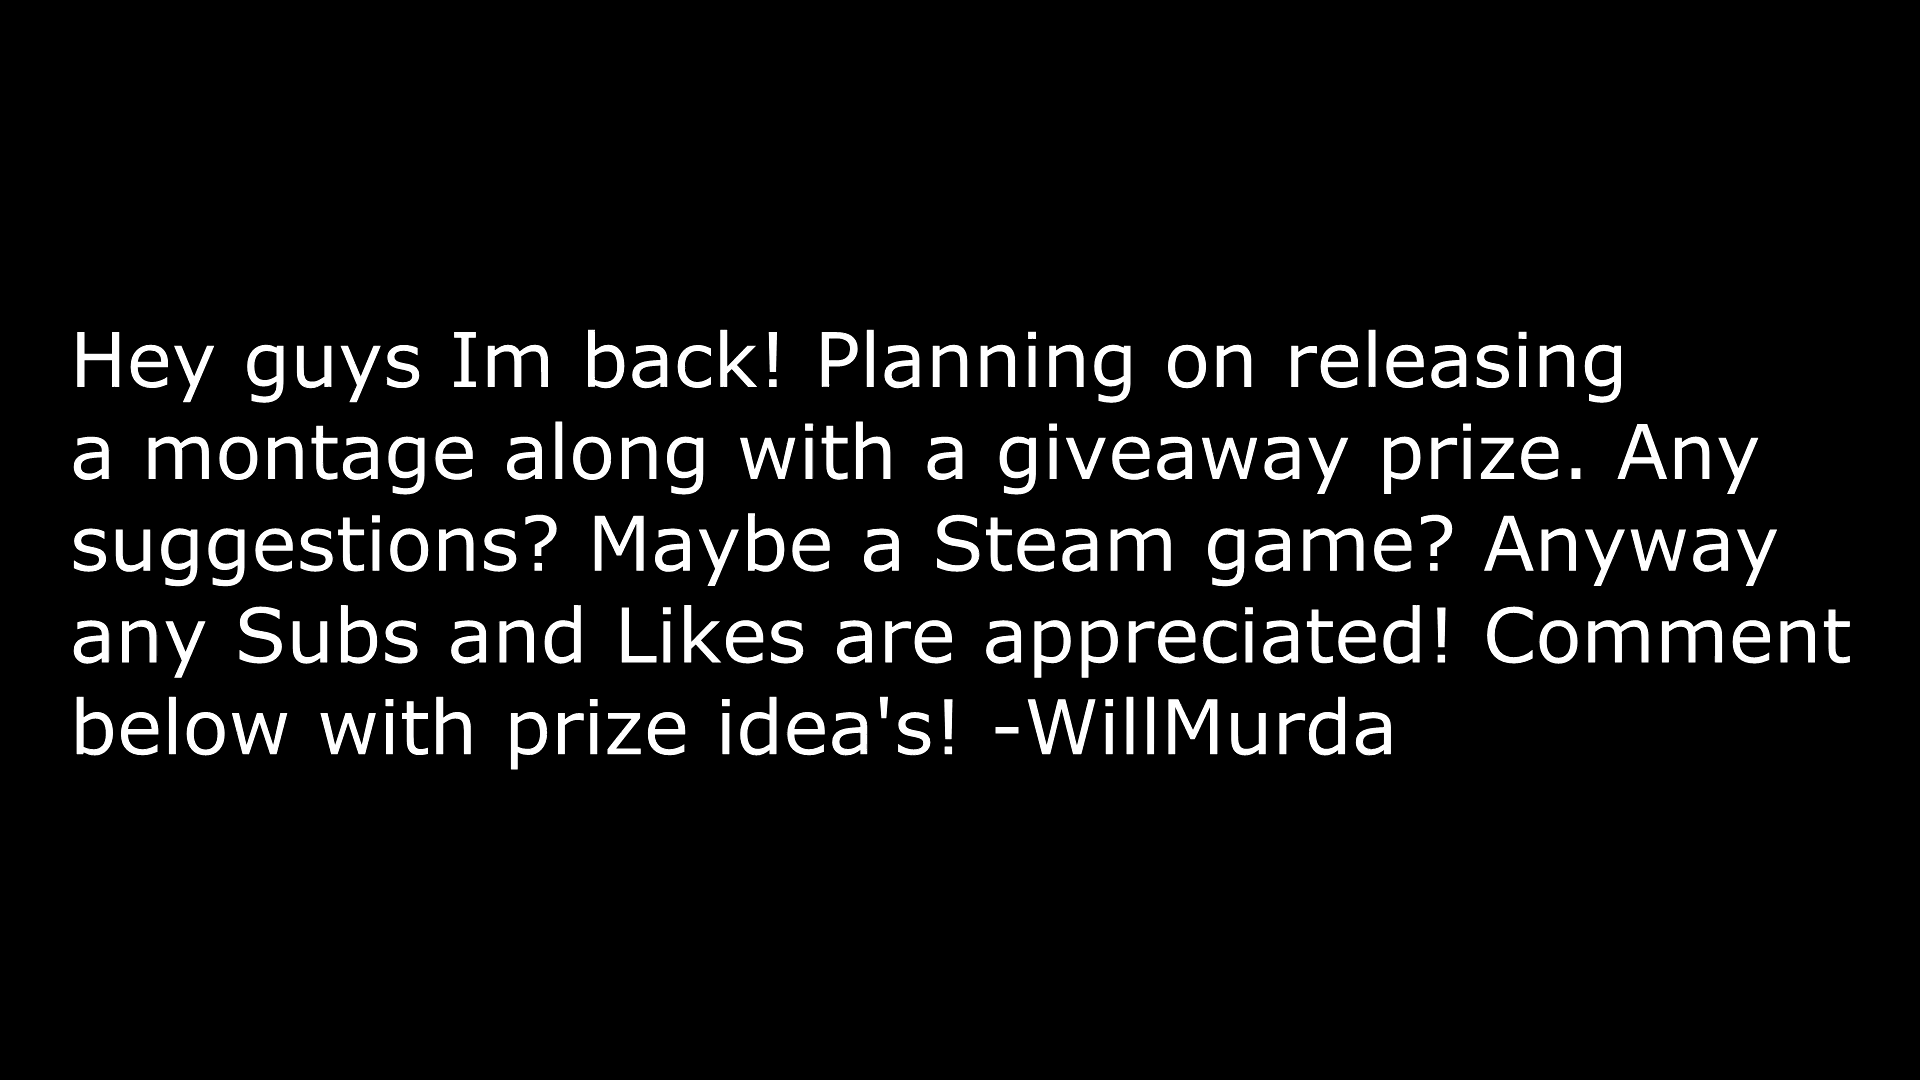 Hey guys Im back! Planning on releasing
a montage along with a giveaway prize. Any
suggestions? Maybe a Steam game? Anyway
any Subs and Likes are appreciated! Comment
below with prize idea's! -WillMurda